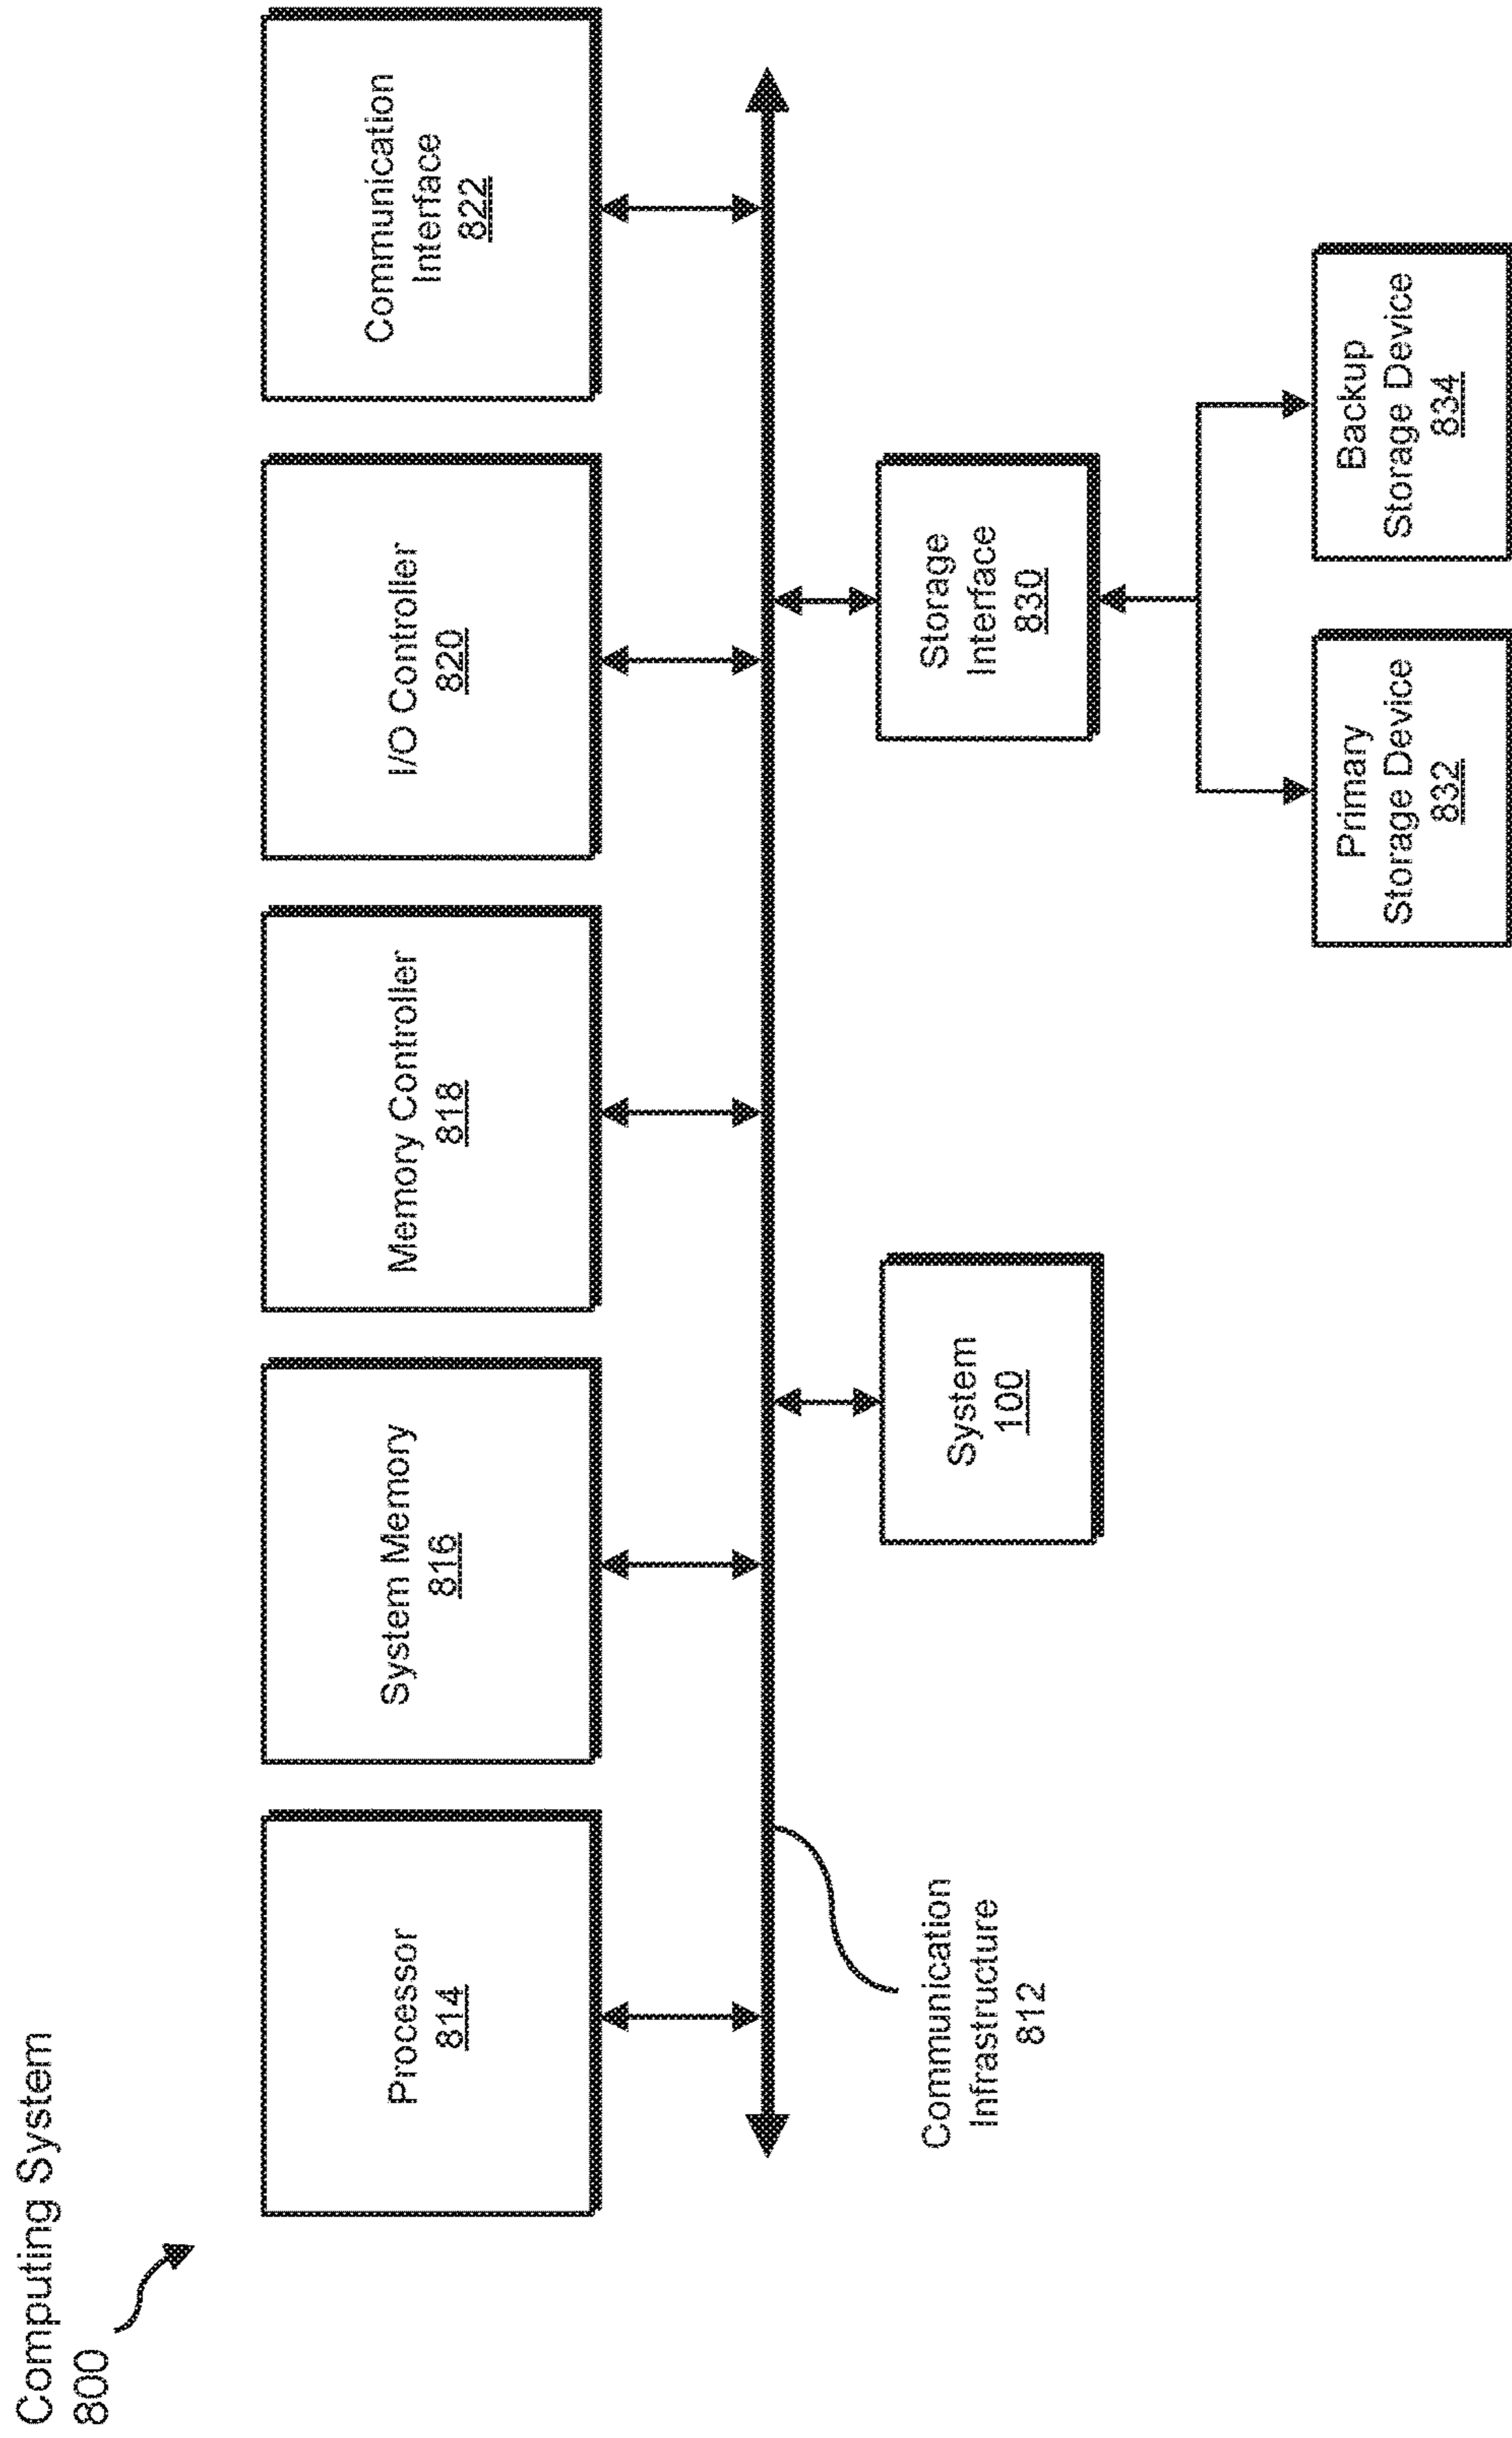 Computing System
800
Processor
814
System Memory
816
Memory Controller
818
I/O Controller
820
Communication
Interface
822
Communication
Infrastructure
812
System
100
Storage
Interface
830
Primary
Storage Device
832
Backup
Storage Device
834